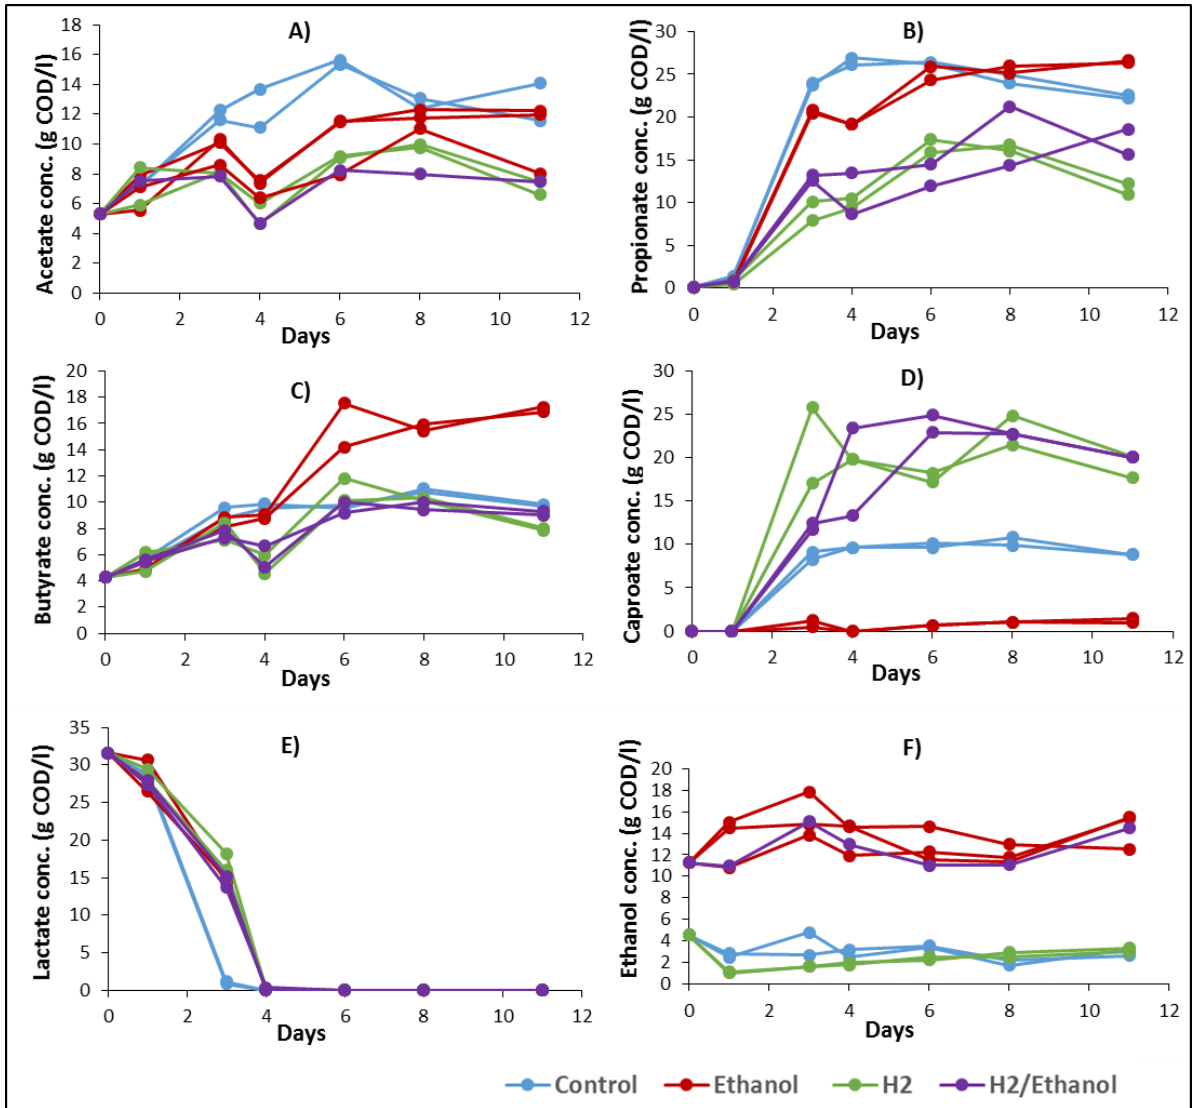 A)
Acetate conc. (g COD/l)
18
16
14
12
10
8
6
4
2
0
0 2 4 6 8 10 12
Days
B)
Propionate conc. (g COD/l)
30
25
20
15
10
5
0
0 2 4 6 8 10 12
Days
C)
Butyrate conc. (g COD/l)
20
18
16
14
12
10
8
6
4
2
0
0 2 4 6 8 10 12
Days
D)
Caproate conc. (g COD/l)
30
25
20
15
10
5
0
0 2 4 6 8 10 12
Days
E)
Lactate conc. (g COD/l)
35
30
25
20
15
10
5
0
0 2 4 6 8 10 12
Days
F)
Ethanol conc. (g COD/l)
20
18
16
14
12
10
8
6
4
2
0
0 2 4 6 8 10 12
Days
Control Ethanol H2 H2/Ethanol